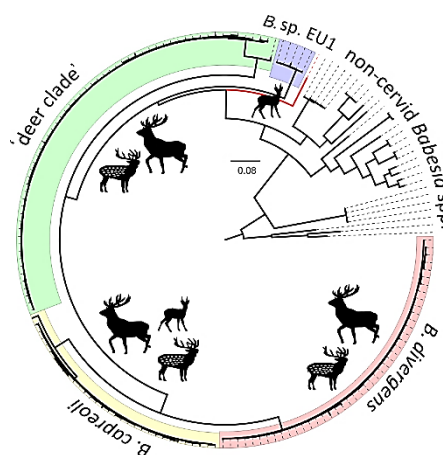 B. sp. EU1
non-cervid Babesia spp.
'deer clade'
0.08
B. capreoli
B. divergens